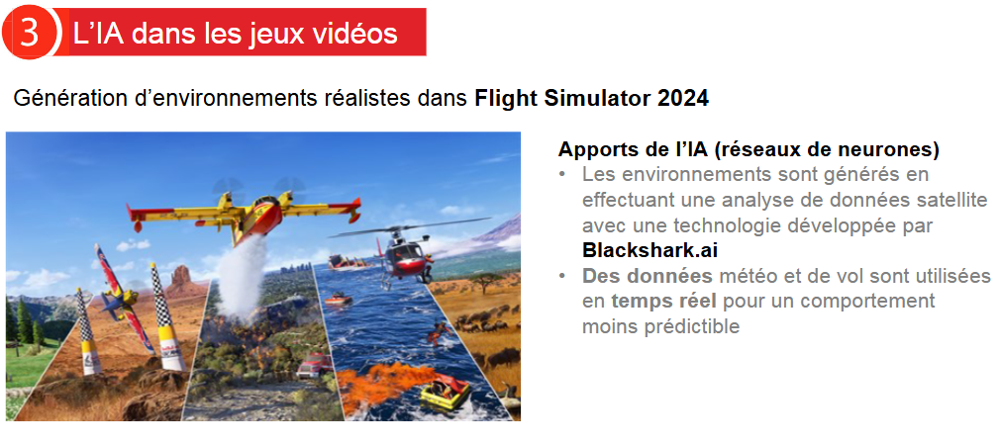 3 L'IA dans les jeux vidéos
Génération d'environnements réalistes dans Flight Simulator 2024
Apports de l'IA (réseaux de neurones)
• Les environnements sont générés en
effectuant une analyse de données satellite
avec une technologie développée par
Blackshark.ai
• Des données météo et de vol sont utilisées
en temps réel pour un comportement
moins prédictible